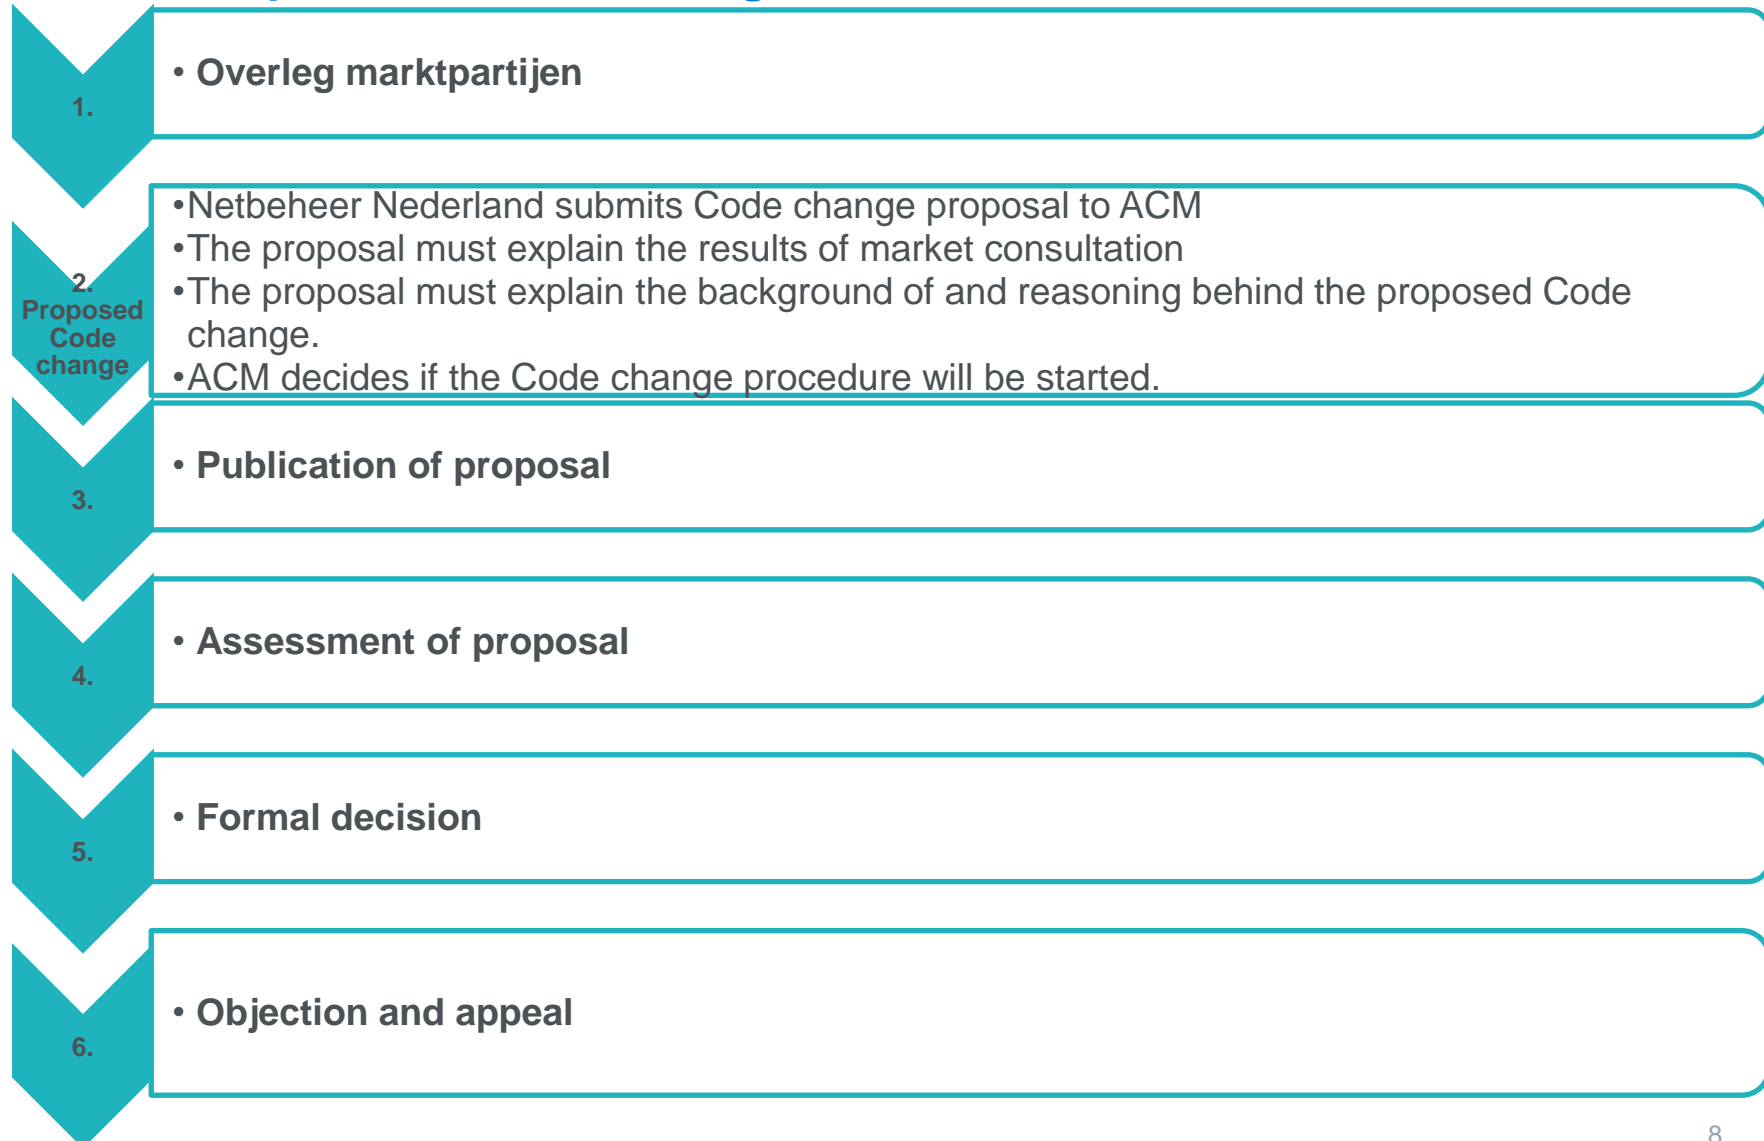 1.
• Overleg marktpartijen
2.
Proposed
Code
change
•Netbeheer Nederland submits Code change proposal to ACM
•The proposal must explain the results of market consultation
•The proposal must explain the background of and reasoning behind the proposed Code
change.
•ACM decides if the Code change procedure will be started.
3.
• Publication of proposal
4.
• Assessment of proposal
5.
• Formal decision
6.
• Objection and appeal
8